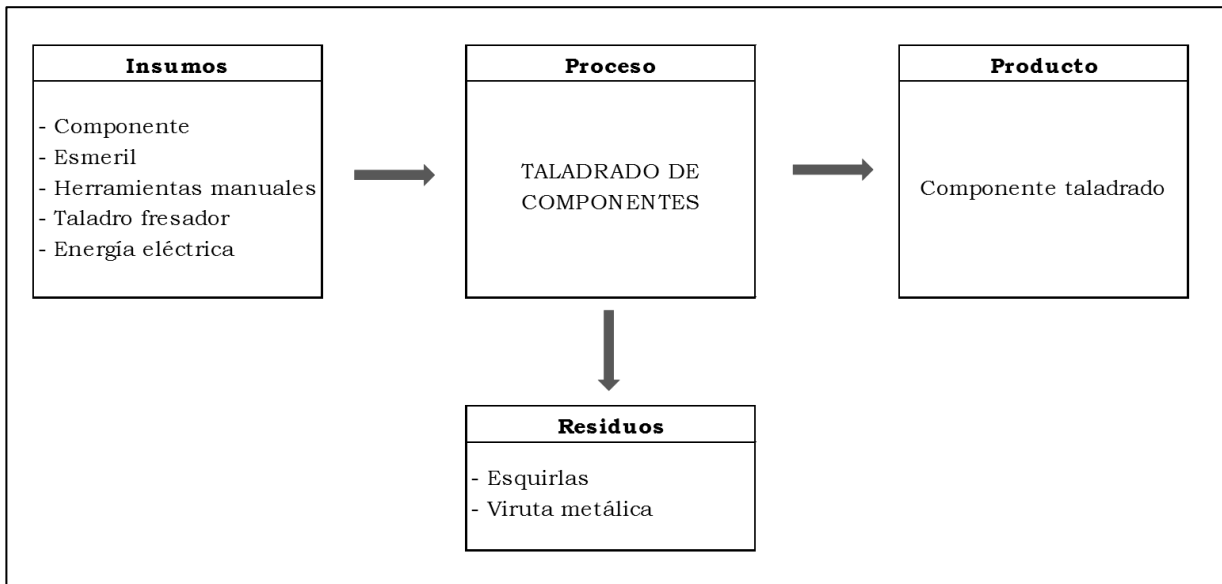 Insumos
- Componente
- Esmeril
- Herramientas manuales
- Taladro fresador
- Energía eléctrica
Proceso
TALADRADO DE
COMPONENTES
Producto
Componente taladrado
Residuos
- Esquirlas
- Viruta metálica